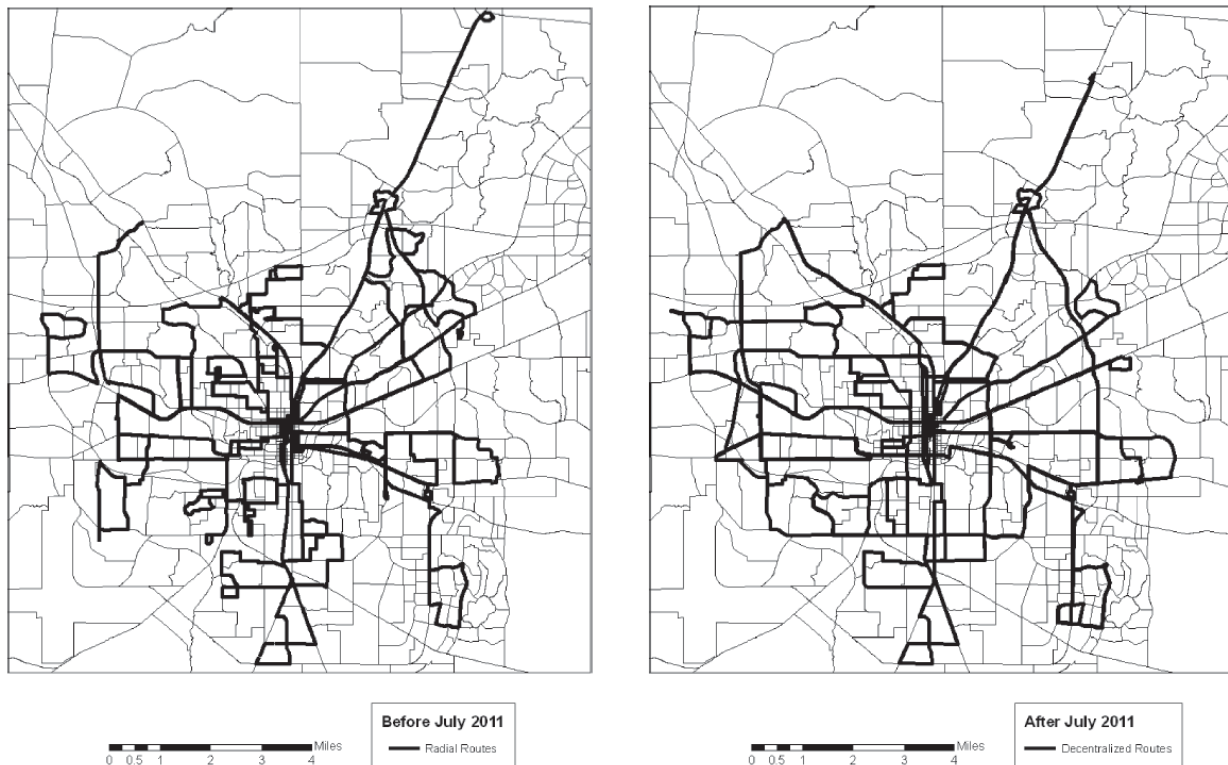 Before July 2011
Radial Routes
Miles
0 0.5 1 2 3 4
After July 2011
Decentralized Routes
Miles
0 0.5 1 2 3 4